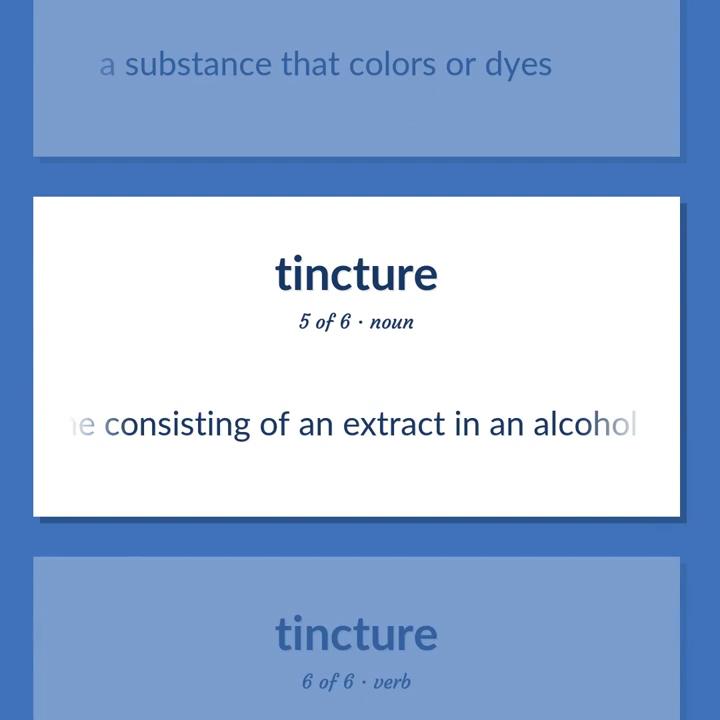 a substance that colors or dyes
tincture
5 of 6 · noun
consisting of an extract in an alcohol
tincture
6 of 6 · verb